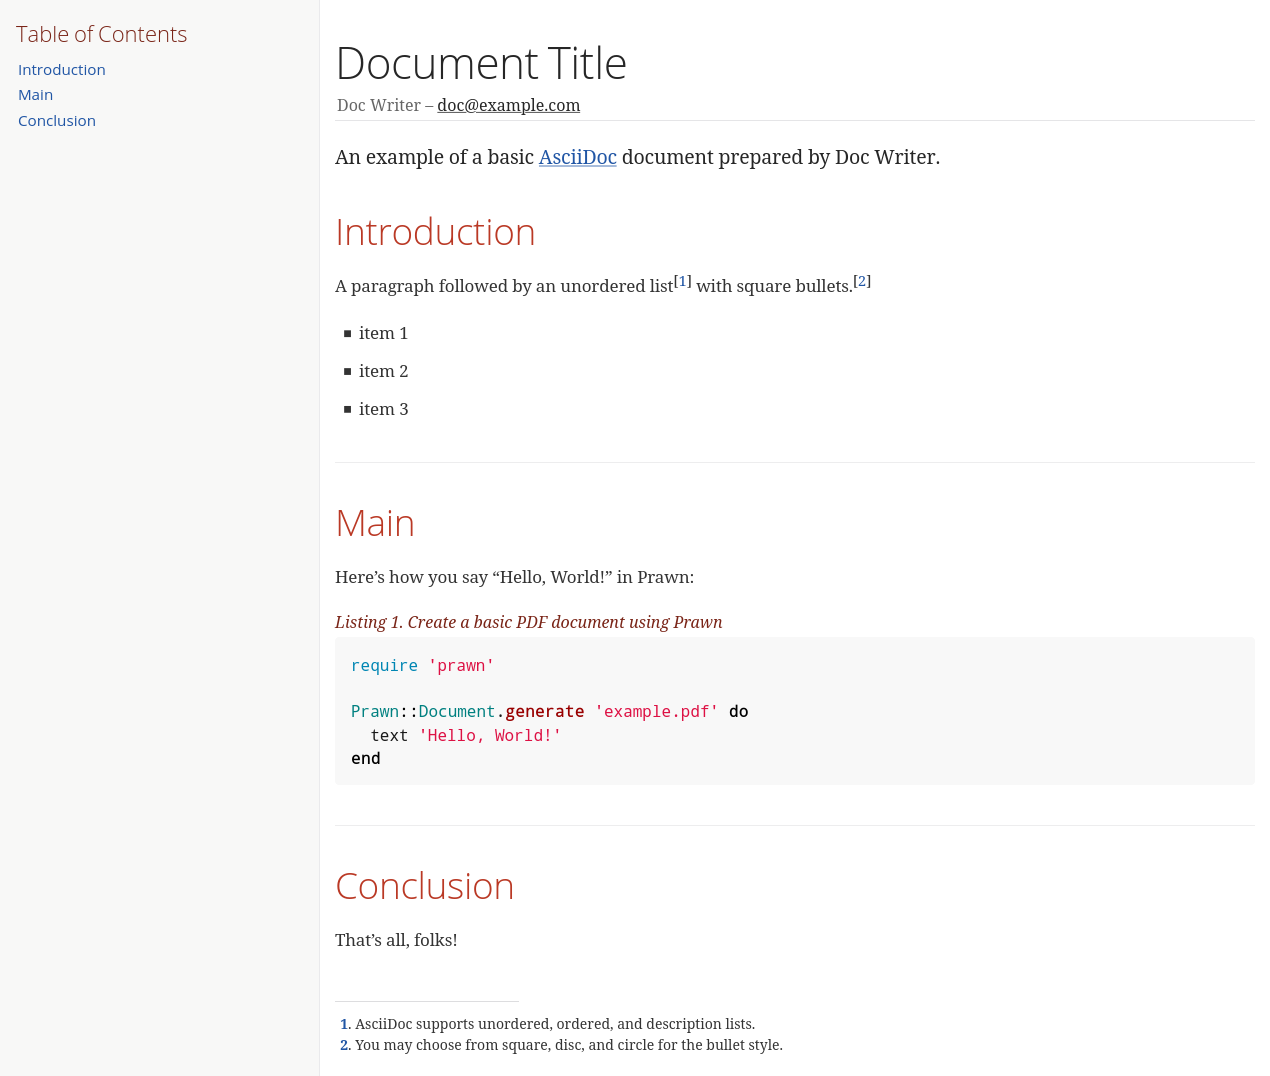 Table of Contents
Introduction
Main
Conclusion
Document Title
Doc Writer – doc@example.com
An example of a basic AsciiDoc document prepared by Doc Writer.
Introduction
A paragraph followed by an unordered list[1] with square bullets.[2]
▪ item 1
▪ item 2
▪ item 3
Main
Here’s how you say “Hello, World!” in Prawn:
Listing 1. Create a basic PDF document using Prawn
require 'prawn'
Prawn::Document.generate 'example.pdf' do
  text 'Hello, World!'
end
Conclusion
That’s all, folks!
1. AsciiDoc supports unordered, ordered, and description lists.
2. You may choose from square, disc, and circle for the bullet style.